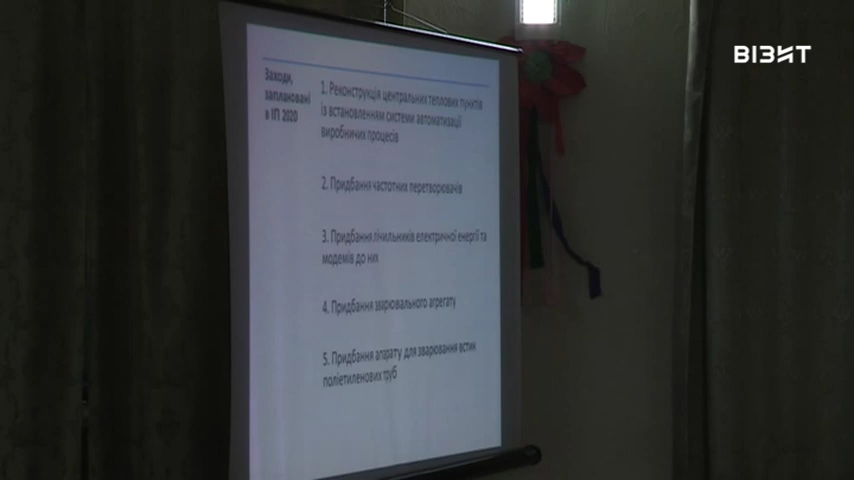 ВІЗИТ
Заходи,
заплановані
в ІП 2020
1. Реконструкція центральних теплових пунктів
із встановленням системи автоматизації
виробничих процесів
2. Придбання частотних перетворювачів
3. Придбання лічильників електричної енергії та
модемів до них
4. Придбання зварювального агрегату
5. Придбання апарату для зварювання встик
поліетиленових труб